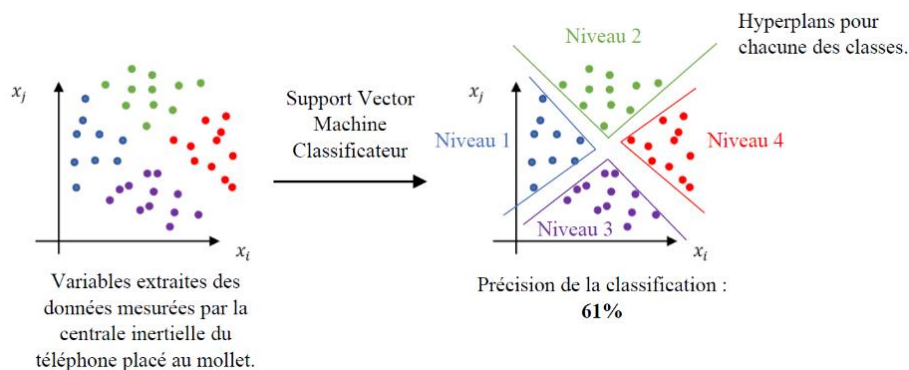 Niveau 2
Hyperplans pour
chacune des classes.
x_j
Support Vector
Machine
Classificateur
x_j
Niveau 1
Niveau 4
Niveau 3
x_i
x_i
Variables extraites des
données mesurées par la
centrale inertielle du
téléphone placé au mollet.
Précision de la classification :
61%